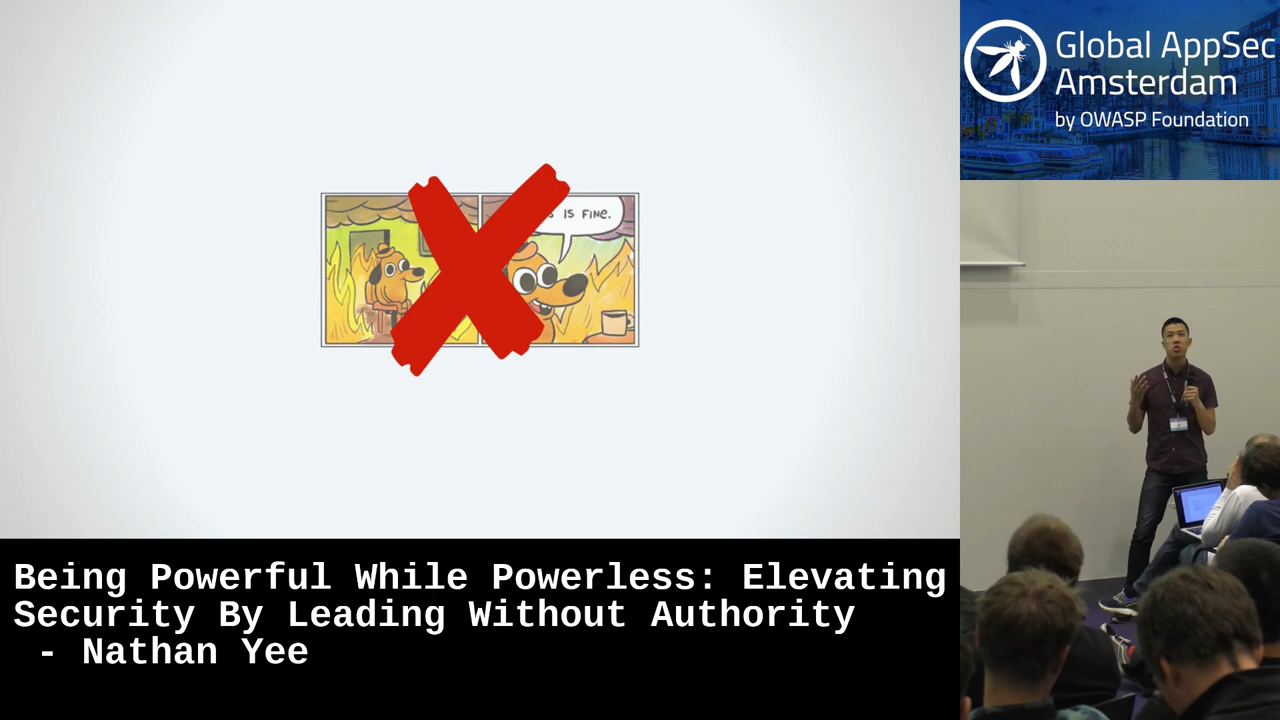 IS FINE.
Global AppSec
Amsterdam
by OWASP Foundation
Being Powerful While Powerless: Elevating
Security By Leading Without Authority
- Nathan Yee